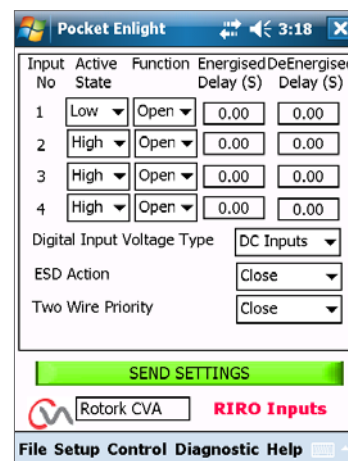 Pocket Enlight 3:18
Input Active Function Energised DeEnergised
No State Delay (S) Delay (S)
1 Low Open 0.00 0.00
2 High Open 0.00 0.00
3 High Open 0.00 0.00
4 High Open 0.00 0.00
Digital Input Voltage Type DC Inputs
ESD Action Close
Two Wire Priority Close
SEND SETTINGS
Rotork CVA RIRO Inputs
File Setup Control Diagnostic Help